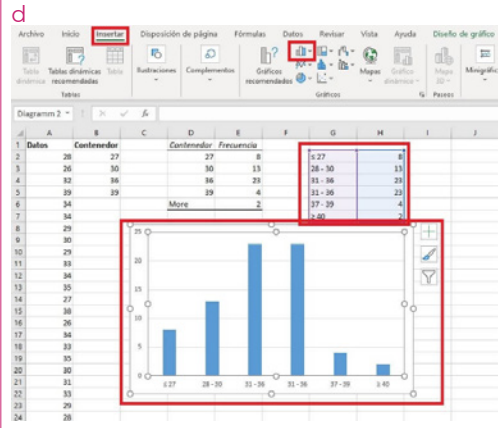 d
Archivo Inicio Insertar Disposición de página Fórmulas Datos Revisar Vista Ayuda Diseño de gráfico
Tabla dinámica Tablas dinámicas recomendadas Tabla Ilustraciones Complementos Gráficos recomendados Mapas Gráfico dinámico Mapa 3D Minigráfic
Tablas Gráficos Paseos
Diagramm 2 fx
A B C D E F G H I J
1 Datos Contenedor Contenedor Frecuencia
2 28 27 27 8 ≤ 27 8
3 26 30 30 13 28 - 30 13
4 32 36 36 23 31 - 36 23
5 39 39 39 4 31 - 36 23
6 34 More 2 37 - 39 4
7 34 ≥ 40 2
8 29
9 30
10 29
11 33
12 34
13 35
14 27
15 38
16 26
17 34
18 33
19 35
20 30
21 31
22 33
23 29
24 28
25
20
15
10
5
0
≤ 27 28 - 30 31 - 36 31 - 36 37 - 39 ≥ 40